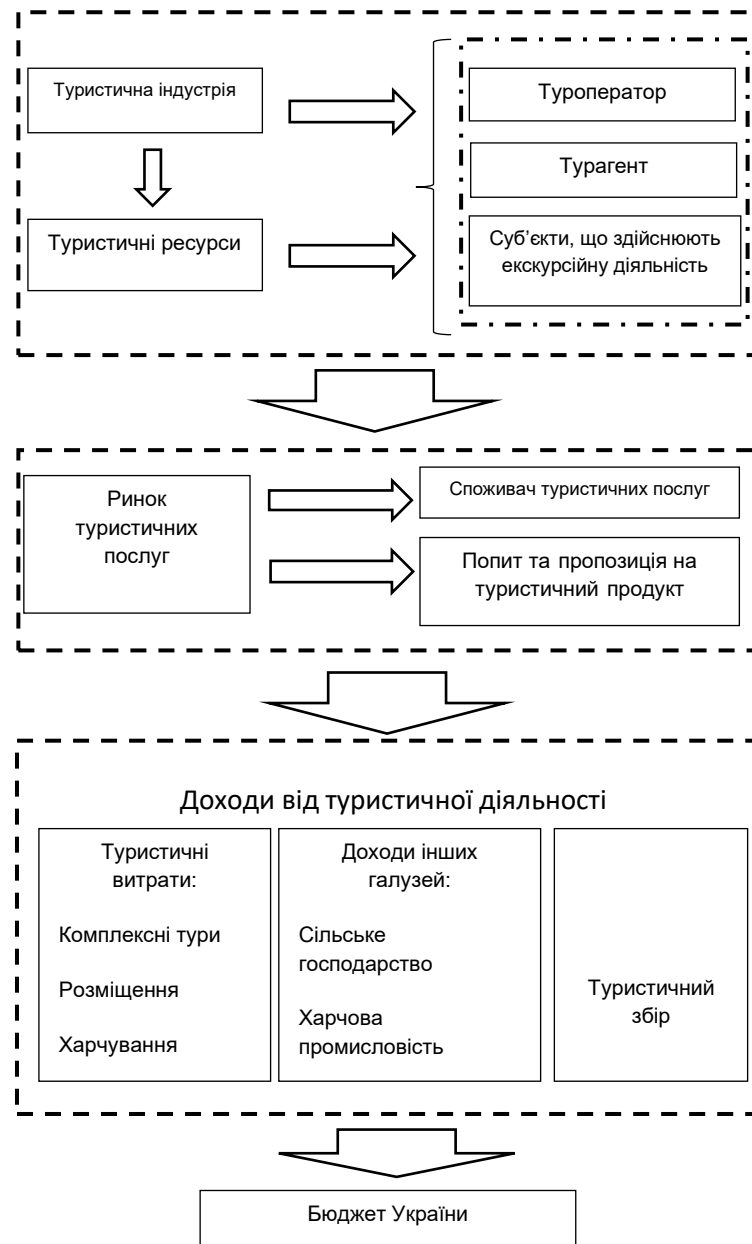 Туристична індустрія
Туристичні ресурси
Туроператор
Турагент
Суб’єкти, що здійснюють
екскурсійну діяльність
Ринок
туристичних
послуг
Споживач туристичних послуг
Попит та пропозиція на
туристичний продукт
Доходи від туристичної діяльності
Туристичні
витрати:
Комплексні тури
Розміщення
Харчування
Доходи інших
галузей:
Сільське
господарство
Харчова
промисловість
Туристичний
збір
Бюджет України